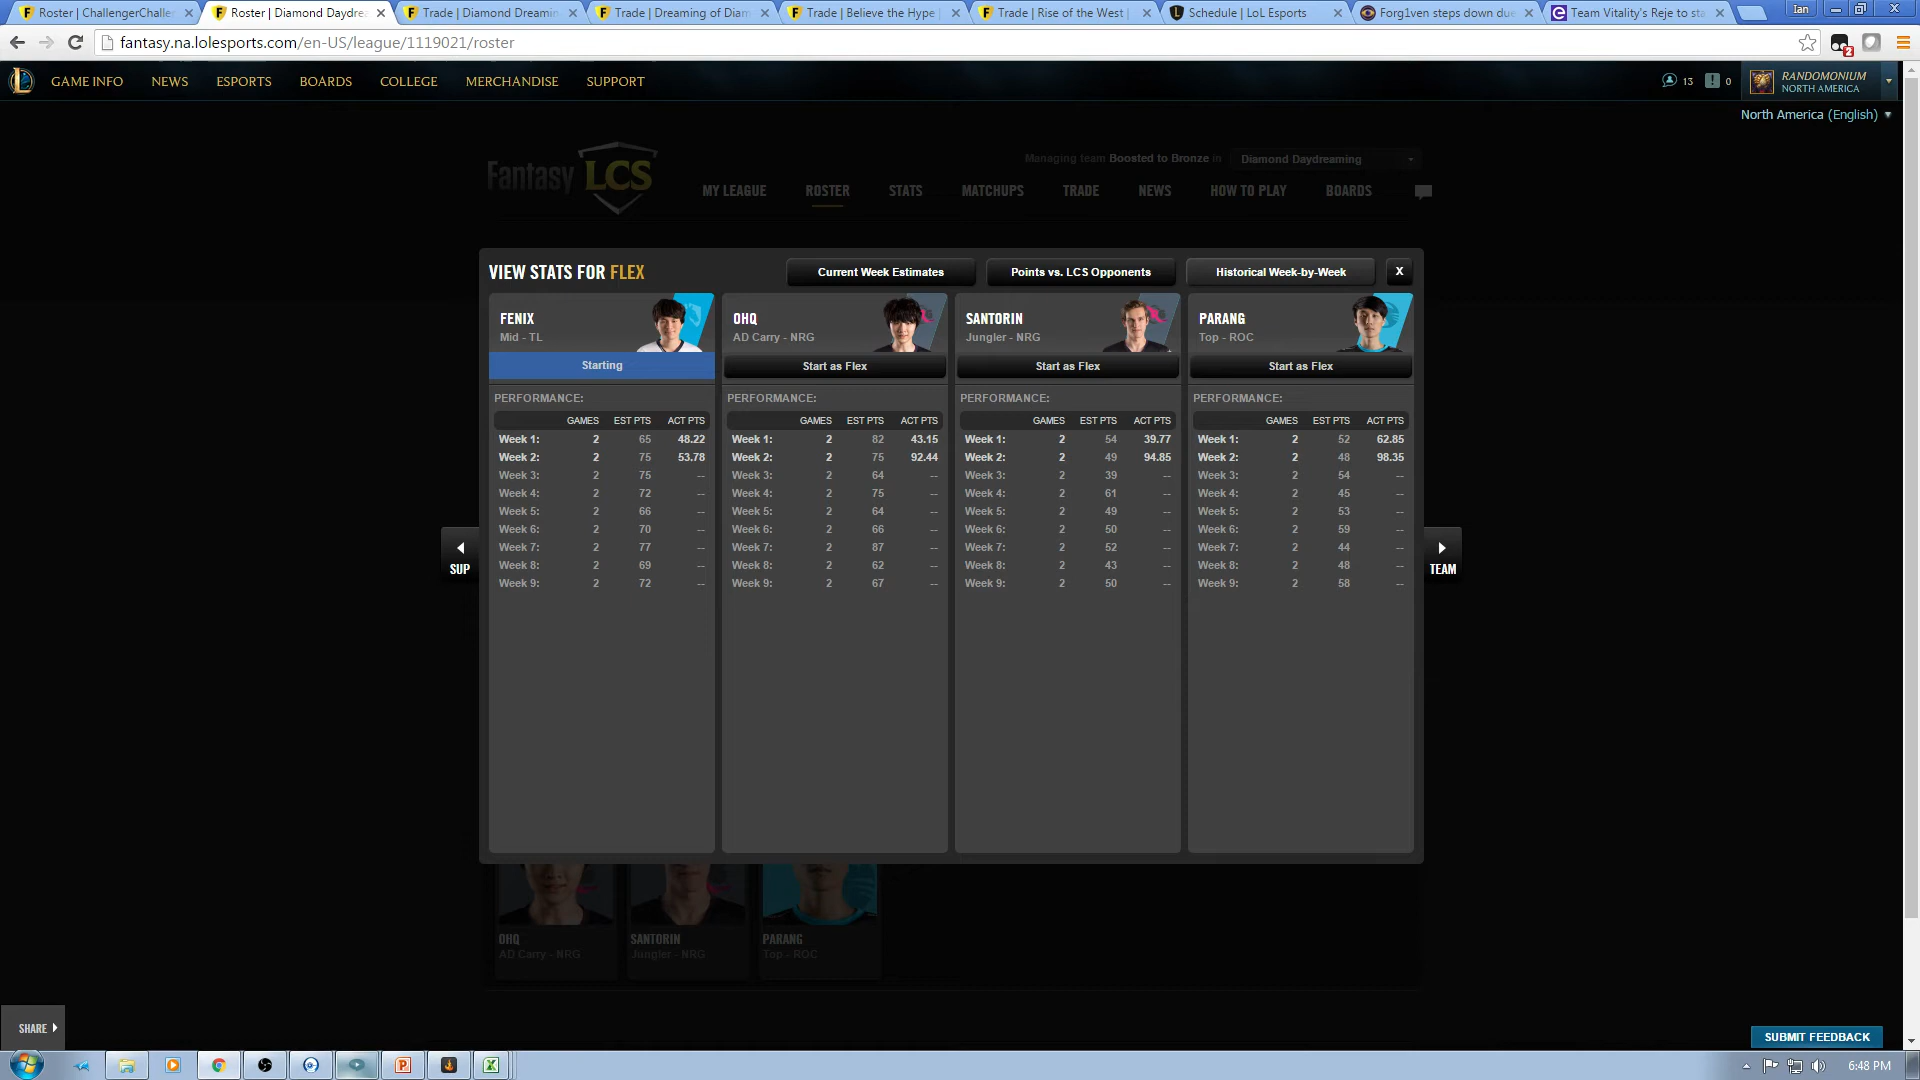 Roster | ChallengerChalle
Roster | Diamond Daydre
Trade | Diamond Dreamin
Trade | Dreaming of Diam
Trade | Believe the Hype
Trade | Rise of the West |
Schedule | LoL Esports
Forg1ven steps down due
Team Vitality's Reje to sta
Ian
fantasy.na.lolesports.com/en-US/league/1119021/roster
2
GAME INFO
NEWS
ESPORTS
BOARDS
COLLEGE
MERCHANDISE
SUPPORT
13
0
RANDOMONIUM
NORTH AMERICA
North America (English)
Fantasy LCS
Managing team Boosted to Bronze in
Diamond Daydreaming
MY LEAGUE
ROSTER
STATS
MATCHUPS
TRADE
NEWS
HOW TO PLAY
BOARDS
VIEW STATS FOR FLEX
Current Week Estimates
Points vs. LCS Opponents
Historical Week-by-Week
X
FENIX
Mid - TL
Starting
PERFORMANCE:
GAMES EST PTS ACT PTS
Week 1: 2 65 48.22
Week 2: 2 75 53.78
Week 3: 2 75 --
Week 4: 2 72 --
Week 5: 2 66 --
Week 6: 2 70 --
Week 7: 2 77 --
Week 8: 2 69 --
Week 9: 2 72 --
OHQ
AD Carry - NRG
Start as Flex
PERFORMANCE:
GAMES EST PTS ACT PTS
Week 1: 2 82 43.15
Week 2: 2 75 92.44
Week 3: 2 64 --
Week 4: 2 75 --
Week 5: 2 64 --
Week 6: 2 66 --
Week 7: 2 87 --
Week 8: 2 62 --
Week 9: 2 67 --
SANTORIN
Jungler - NRG
Start as Flex
PERFORMANCE:
GAMES EST PTS ACT PTS
Week 1: 2 54 39.77
Week 2: 2 49 94.85
Week 3: 2 39 --
Week 4: 2 61 --
Week 5: 2 49 --
Week 6: 2 50 --
Week 7: 2 52 --
Week 8: 2 43 --
Week 9: 2 50 --
PARANG
Top - ROC
Start as Flex
PERFORMANCE:
GAMES EST PTS ACT PTS
Week 1: 2 52 62.85
Week 2: 2 48 98.35
Week 3: 2 54 --
Week 4: 2 45 --
Week 5: 2 53 --
Week 6: 2 59 --
Week 7: 2 44 --
Week 8: 2 48 --
Week 9: 2 58 --
SUP
TEAM
OHQ
AD Carry - NRG
SANTORIN
Jungler - NRG
PARANG
Top - ROC
SHARE
SUBMIT FEEDBACK
6:48 PM